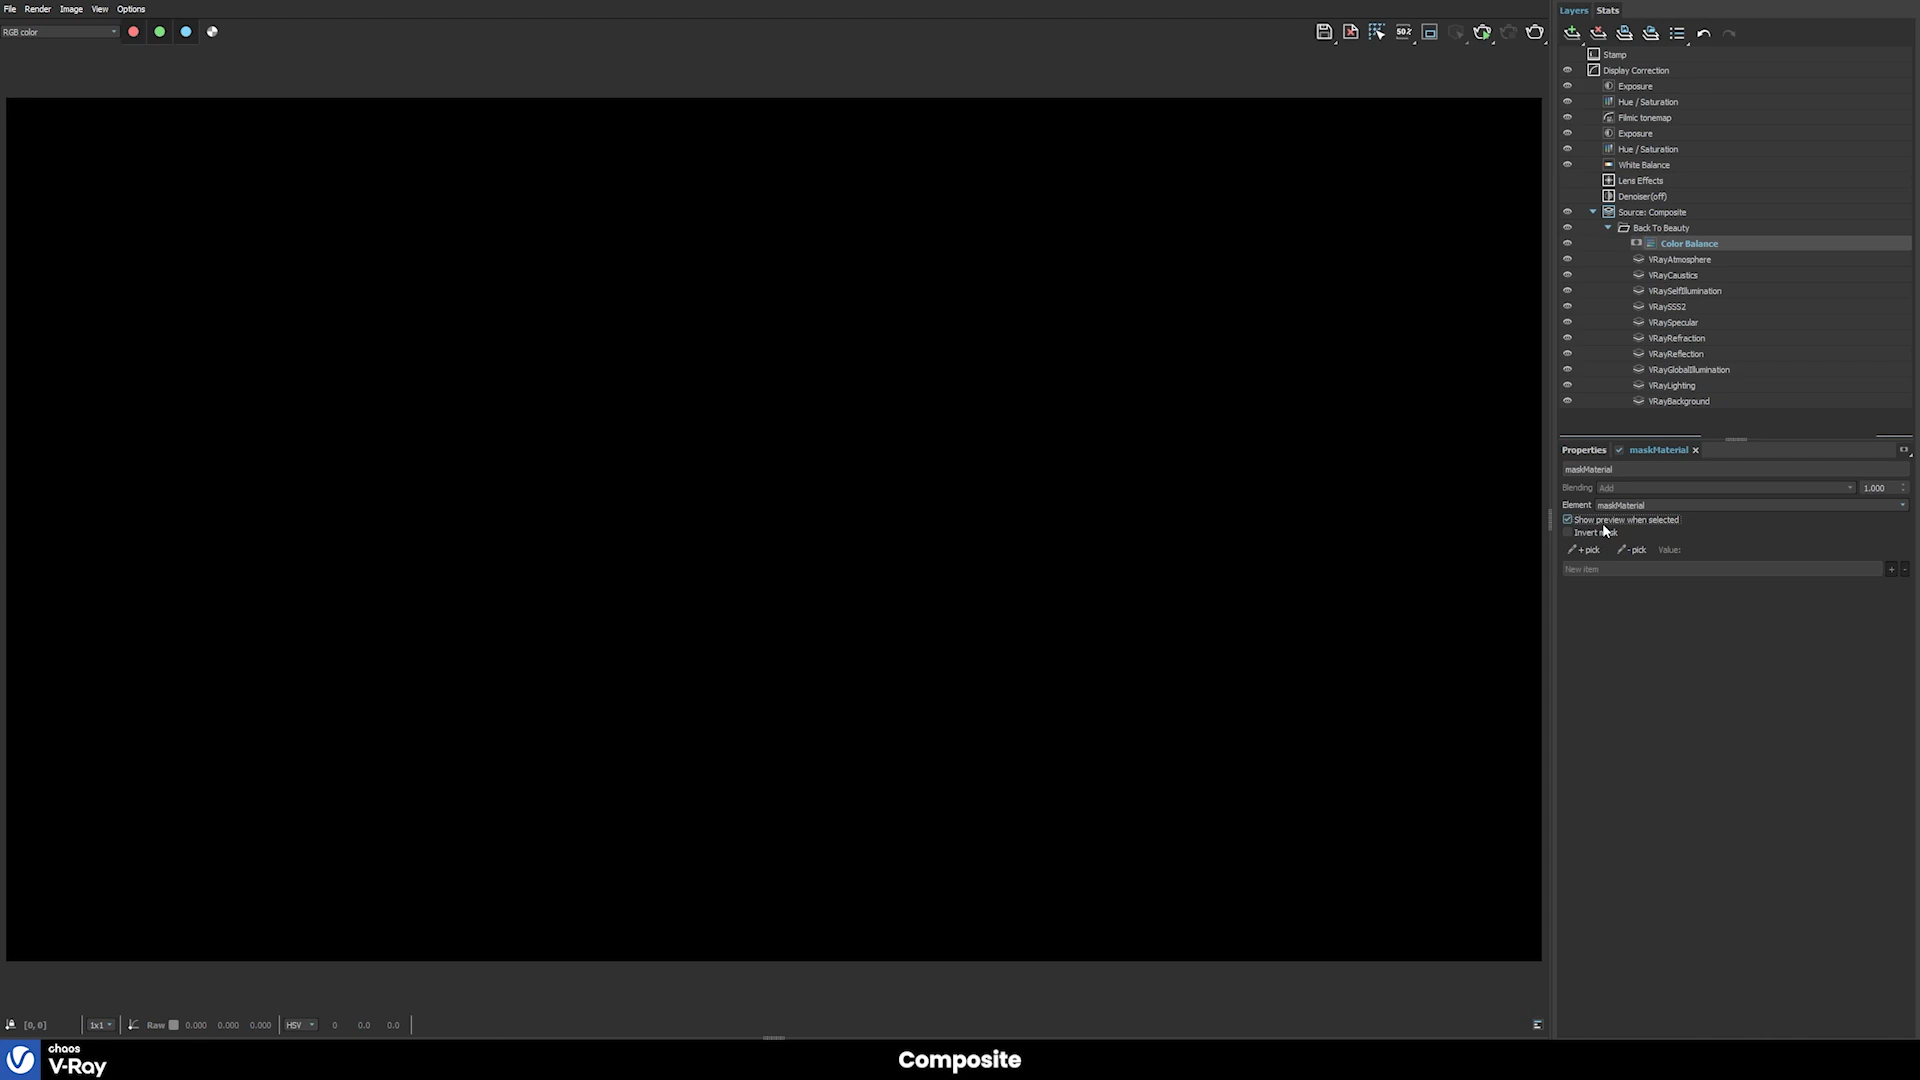 File Render Image View Options
RGB color
50%
[0, 0] 1x1 Raw 0.000 0.000 0.000 HSV 0 0.0 0.0
Layers Stats
Stamp
Display Correction
Exposure
Hue / Saturation
Filmic tonemap
Exposure
Hue / Saturation
White Balance
Lens Effects
Denoiser(off)
Source: Composite
Back To Beauty
Color Balance
VRayAtmosphere
VRayCaustics
VRaySelfIllumination
VRaySSS2
VRaySpecular
VRayRefraction
VRayReflection
VRayGlobalIllumination
VRayLighting
VRayBackground
Properties maskMaterial
maskMaterial
Blending Add 1.000
Element maskMaterial
Show preview when selected
Invert mask
+ pick - pick Value:
New item + -
chaos
V-Ray
Composite